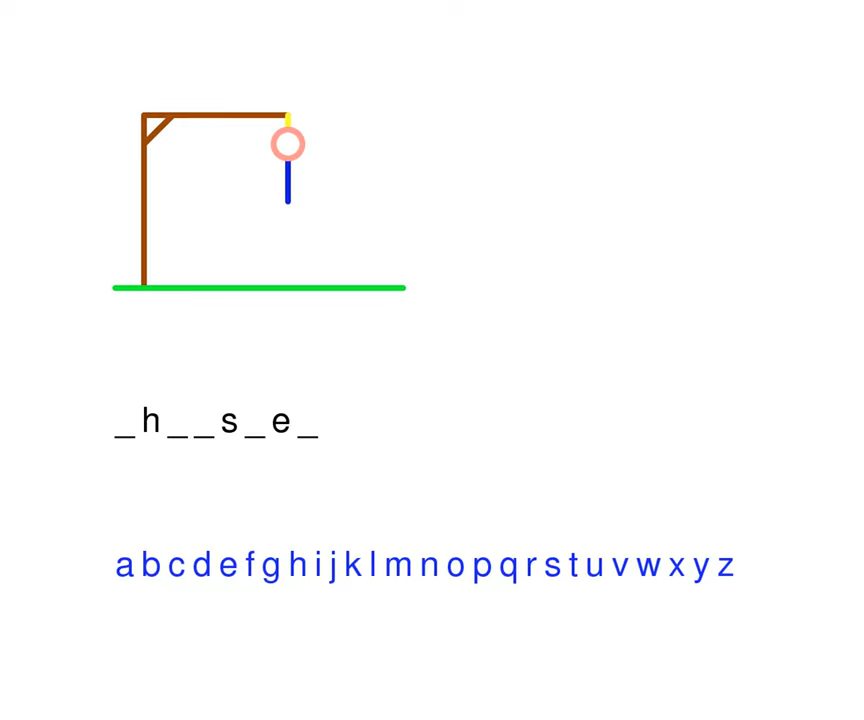 _ h _ _ s _ e _
a b c d e f g h i j k l m n o p q r s t u v w x y z